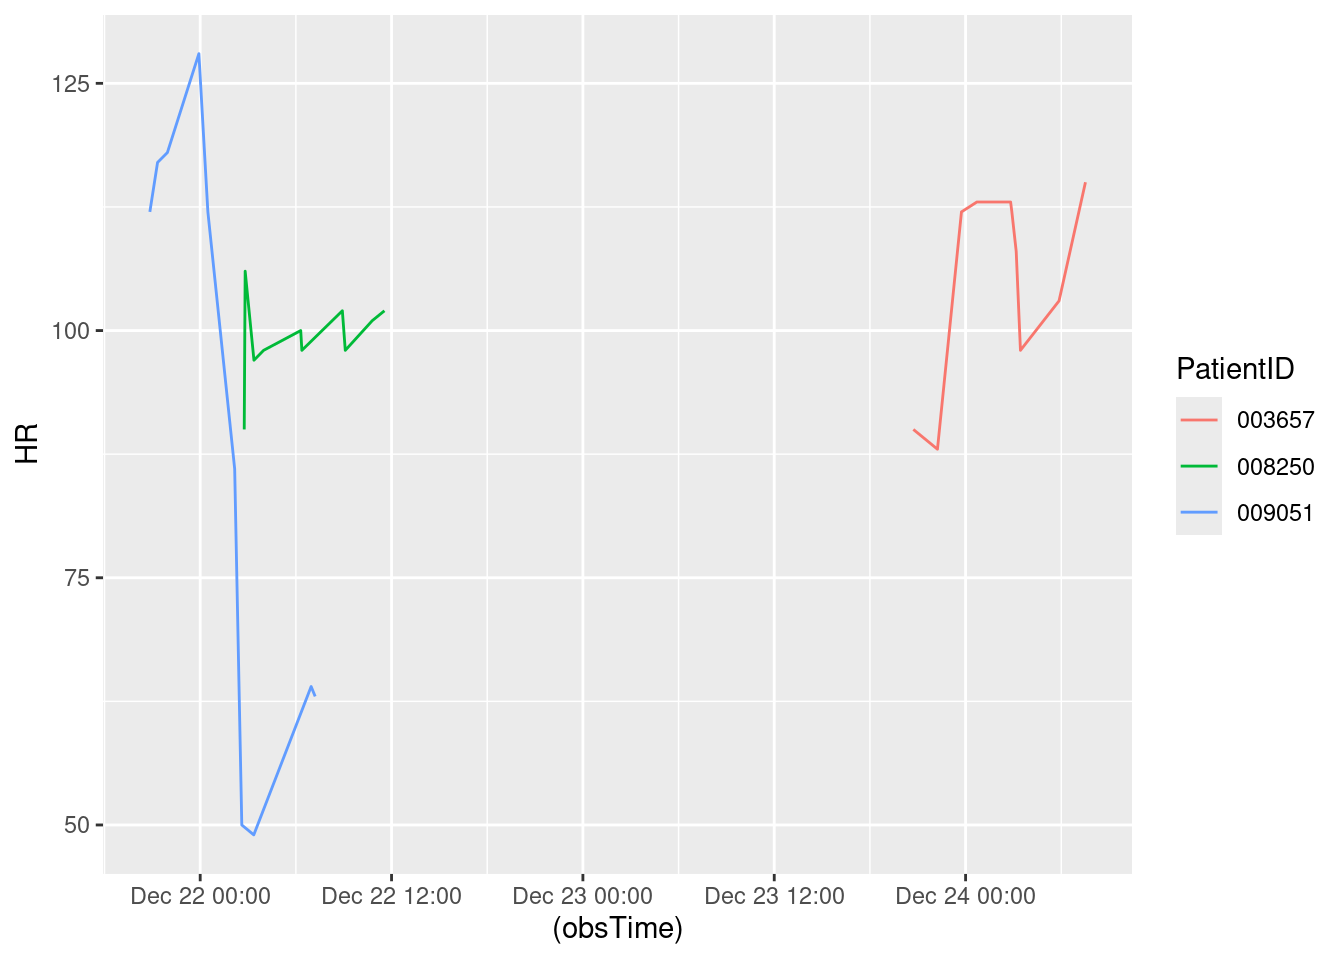 125
100
75
50
HR
Dec 22 00:00
Dec 22 12:00
Dec 23 00:00
Dec 23 12:00
Dec 24 00:00
(obsTime)
PatientID
003657
008250
009051